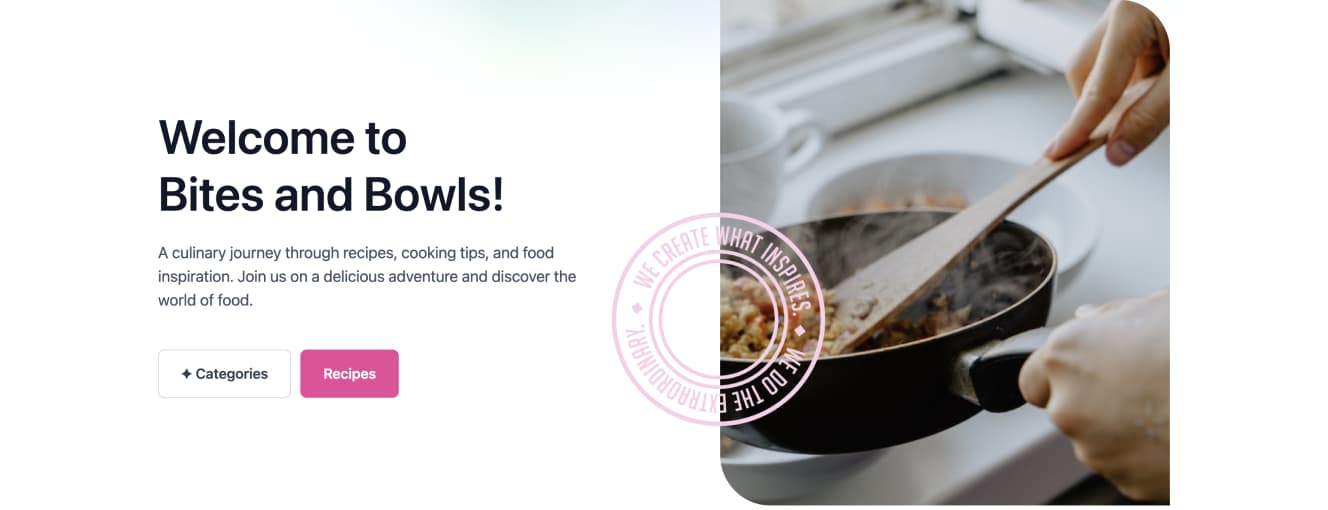 Welcome to
Bites and Bowls!
A culinary journey through recipes, cooking tips, and food
inspiration. Join us on a delicious adventure and discover the
world of food.
✦ Categories
Recipes
WE CREATE WHAT INSPIRES.
WE DO THE EXTRAORDINARY.